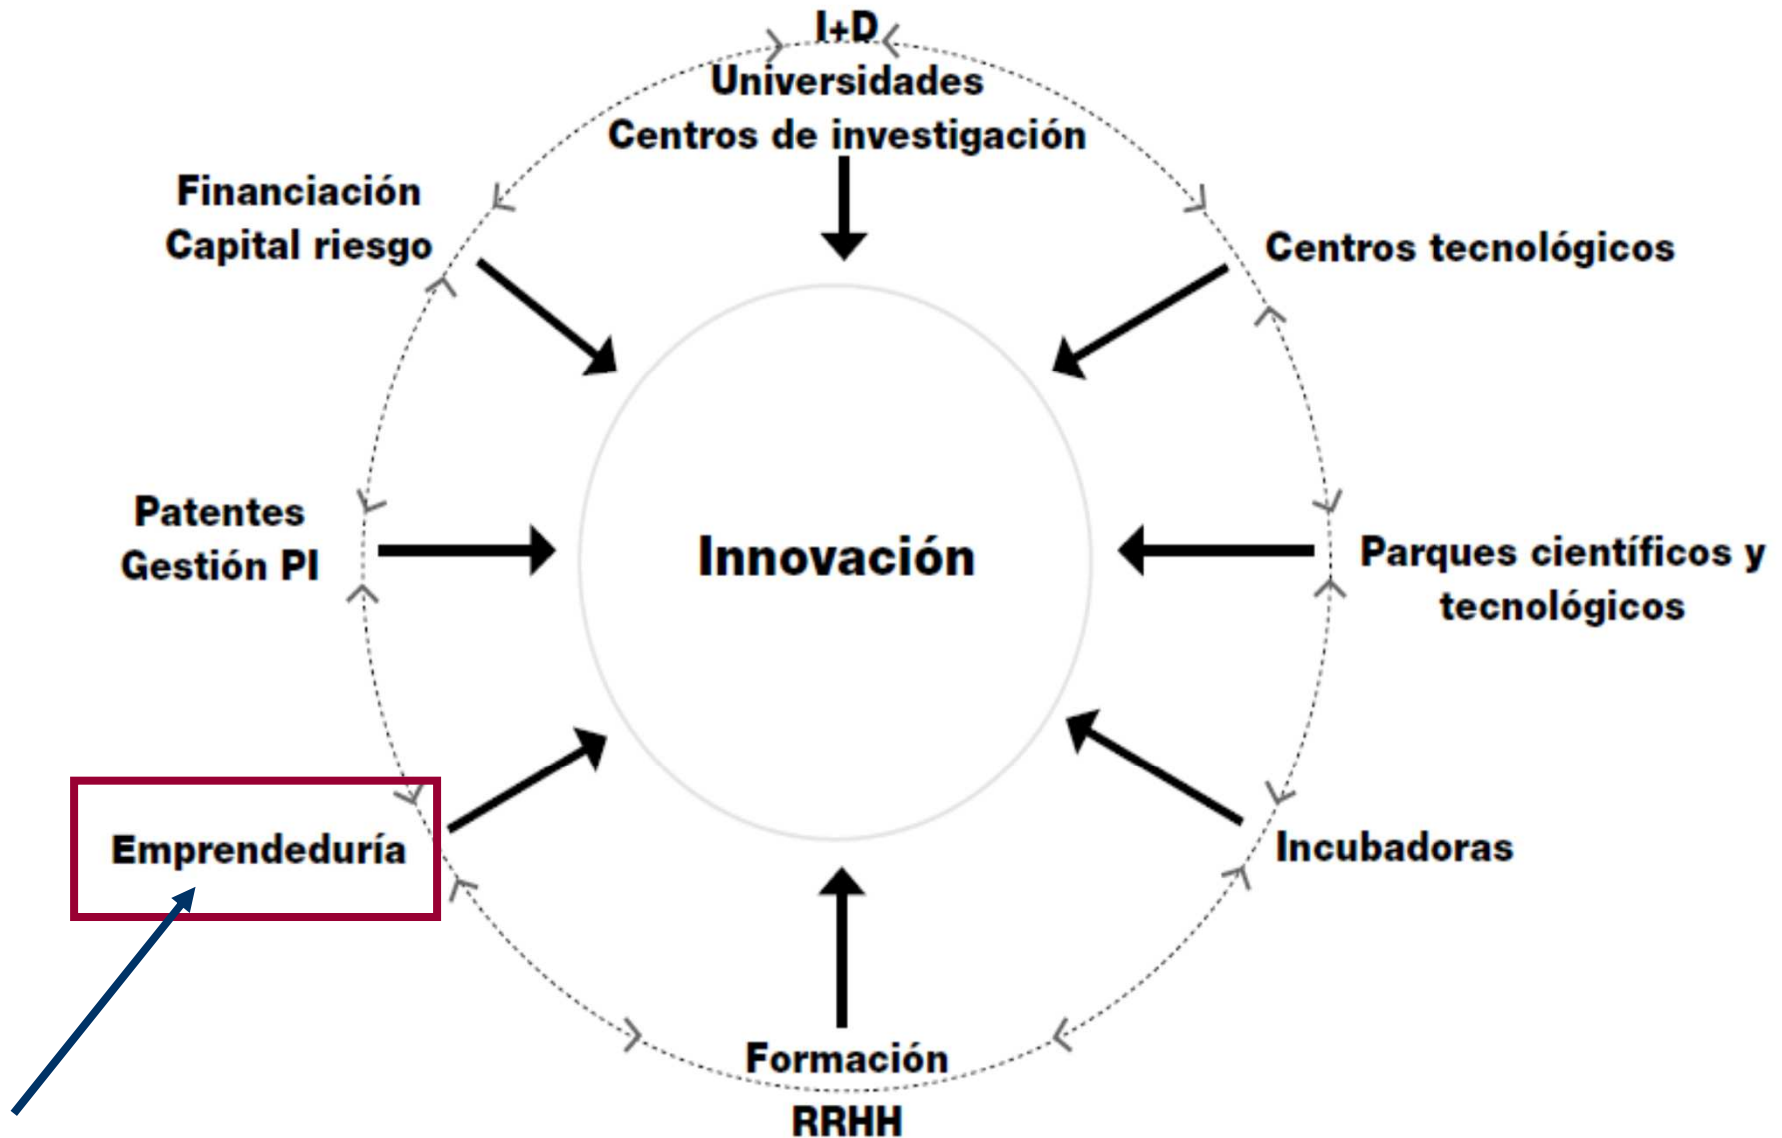 I+D
Universidades
Centros de investigación
Financiación
Capital riesgo
Centros tecnológicos
Patentes
Gestión PI
Innovación
Parques científicos y
tecnológicos
Emprendeduría
Incubadoras
Formación
RRHH